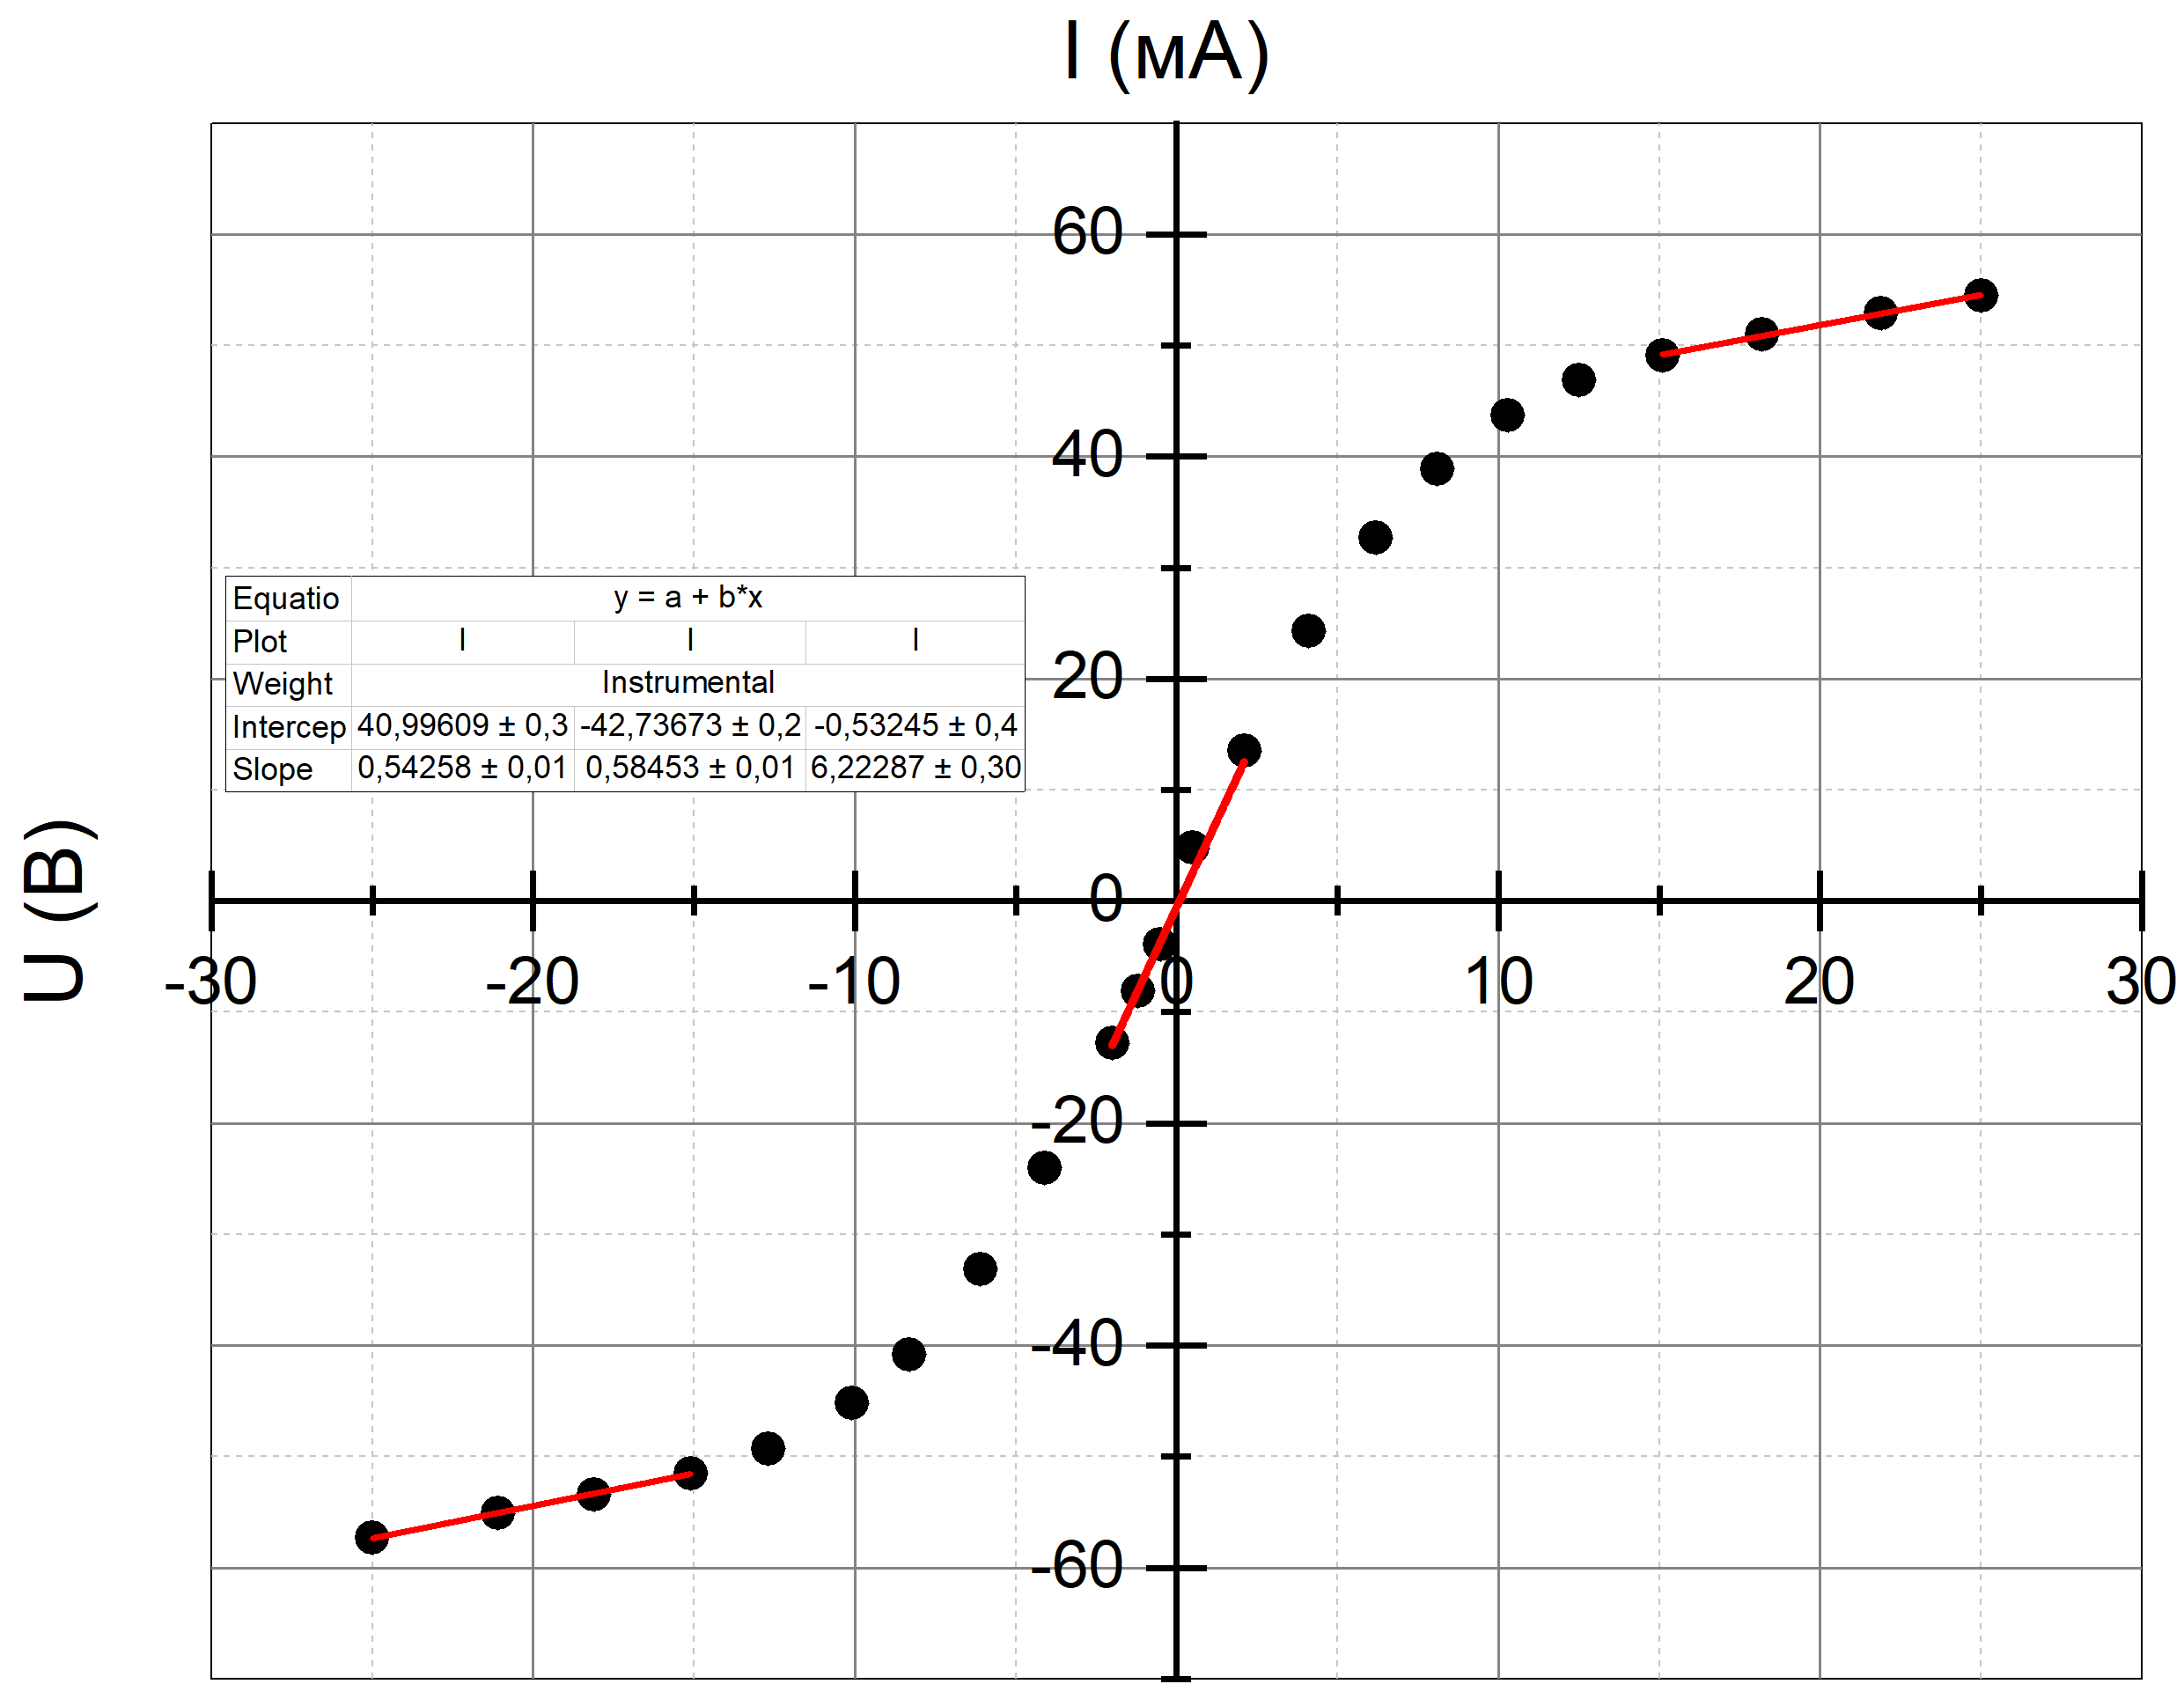 I (мА)
60
40
Equatio y = a + b*x
Plot I I I
Weight Instrumental
Intercep 40,99609 ± 0,3 -42,73673 ± 0,2 -0,53245 ± 0,4
Slope 0,54258 ± 0,01 0,58453 ± 0,01 6,22287 ± 0,30
20
0
U (В)
-30 -20 -10 0 10 20 30
-20
-40
-60